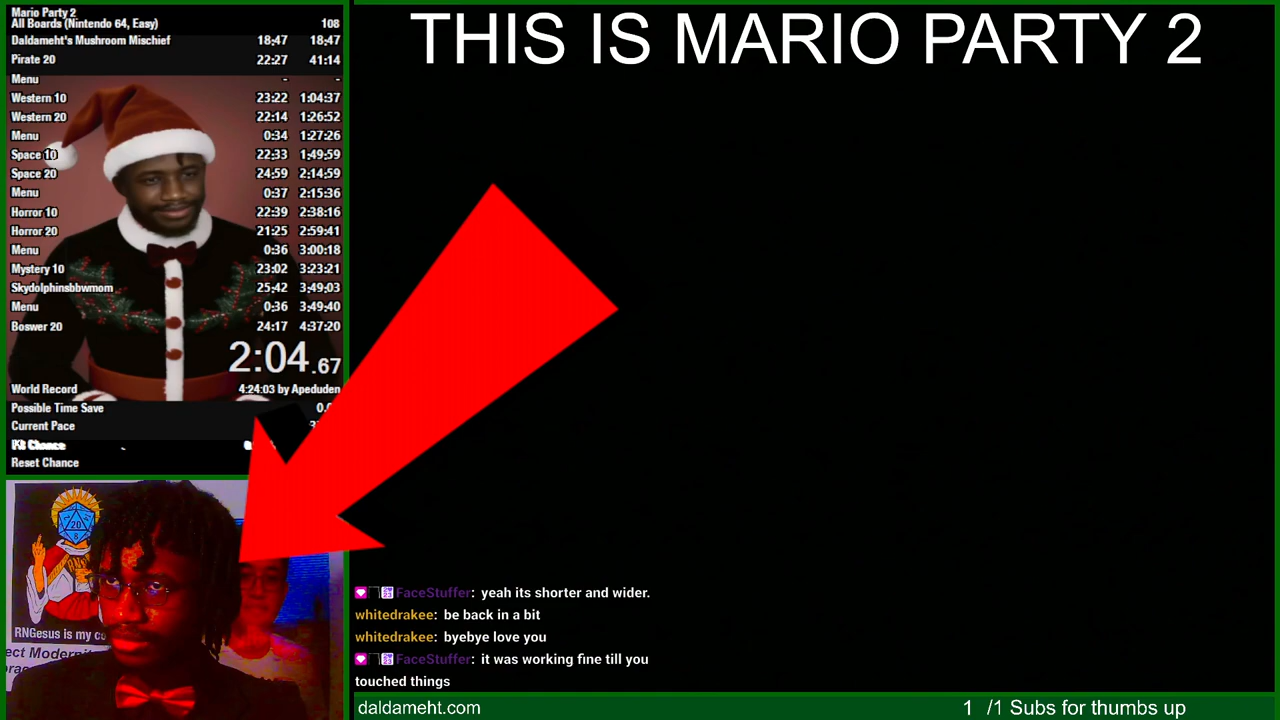 Mario Party 2
All Boards (Nintendo 64, Easy) 108
Daldameht's Mushroom Mischief 18;47 18;47
Pirate 20 22:27 41:14
Menu - -
Western 10 23:22 1:04:37
Western 20 22:14 1:26:52
Menu 0:34 1:27:26
Space 10 22:33 1:49:59
Space 20 24:59 2:14:59
Menu 0:37 2:15:36
Horror 10 22:39 2:38:16
Horror 20 21:25 2:59:41
Menu 0:36 3:00:18
Mystery 10 23:02 3:23:21
Skydolphinsbbwmom 25;42 3;49;03
Menu 0;36 3;49;40
Boswer 20 24:17 4:37:20
2:04.67
World Record 4:24:03 by Apeduden
Possible Time Save
Current Pace
Chance
Reset Chance
THIS IS MARIO PARTY 2
20
8
RNGesus is my
FaceStuffer: yeah its shorter and wider.
whitedrakee: be back in a bit
whitedrakee: byebye love you
FaceStuffer: it was working fine till you
touched things
daldameht.com
1 /1 Subs for thumbs up